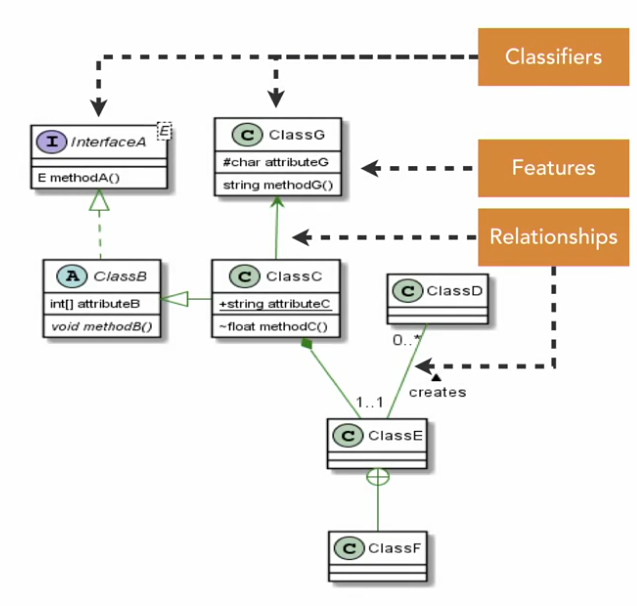 Classifiers
I InterfaceA E
E methodA()
C ClassG
#char attributeG
string methodG()
Features
Relationships
A ClassB
int[] attributeB
void methodB()
C ClassC
+string attributeC
~float methodC()
C ClassD
0..*
creates
1..1
C ClassE
C ClassF